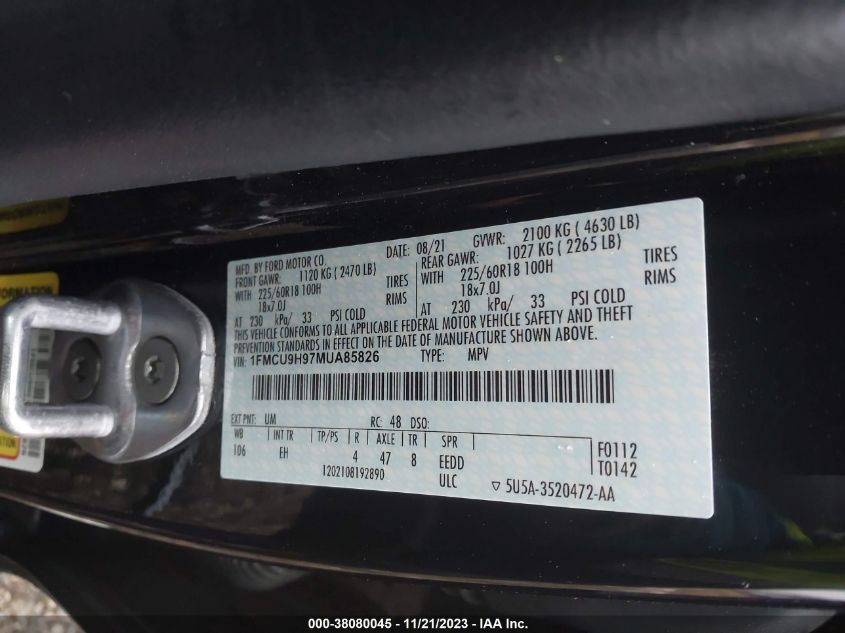 MFD. BY FORD MOTOR CO.
DATE: 08/21 GVWR: 2100 KG ( 4630 LB)
FRONT GAWR: 1120 KG ( 2470 LB) REAR GAWR: 1027 KG ( 2265 LB)
WITH 225/60R18 100H TIRES WITH 225/60R18 100H TIRES
18x7.0J RIMS 18x7.0J RIMS
AT 230 kPa/ 33 PSI COLD AT 230 kPa/ 33 PSI COLD
THIS VEHICLE CONFORMS TO ALL APPLICABLE FEDERAL MOTOR VEHICLE SAFETY AND THEFT
PREVENTION STANDARDS IN EFFECT ON THE DATE OF MANUFACTURE SHOWN ABOVE.
VIN: 1FMCU9H97MUA85826 TYPE: MPV
EXT PNT: UM RC: 48 DSO:
WB INT TR TP/PS R AXLE TR SPR
106 EH 4 47 8 EEDD
F0112
T0142
1202108192890 ULC ▽ 5U5A-3520472-AA
FORMATION
000-38080045 — 11/21/2023 — IAA Inc.